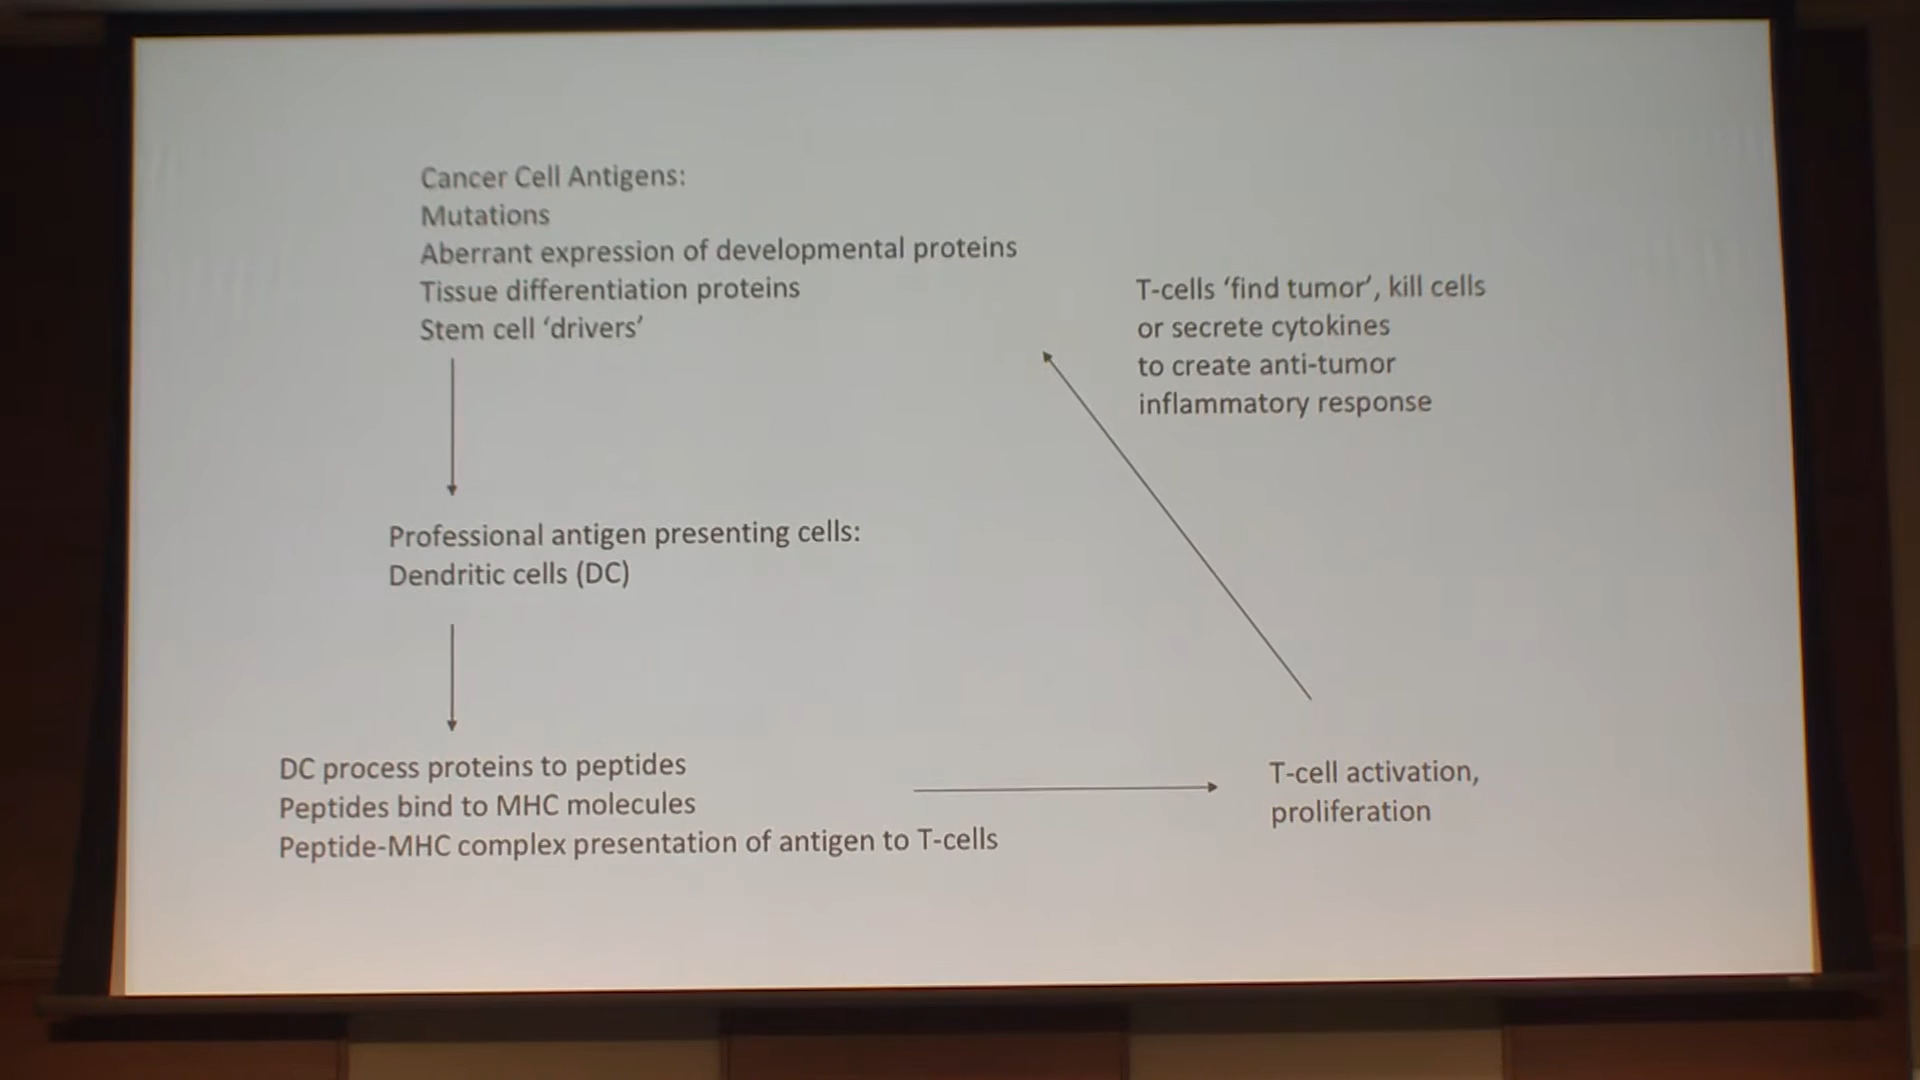 Cancer Cell Antigens:
Mutations
Aberrant expression of developmental proteins
Tissue differentiation proteins
Stem cell ‘drivers’
T-cells ‘find tumor’, kill cells
or secrete cytokines
to create anti-tumor
inflammatory response
Professional antigen presenting cells:
Dendritic cells (DC)
DC process proteins to peptides
Peptides bind to MHC molecules
Peptide-MHC complex presentation of antigen to T-cells
T-cell activation,
proliferation